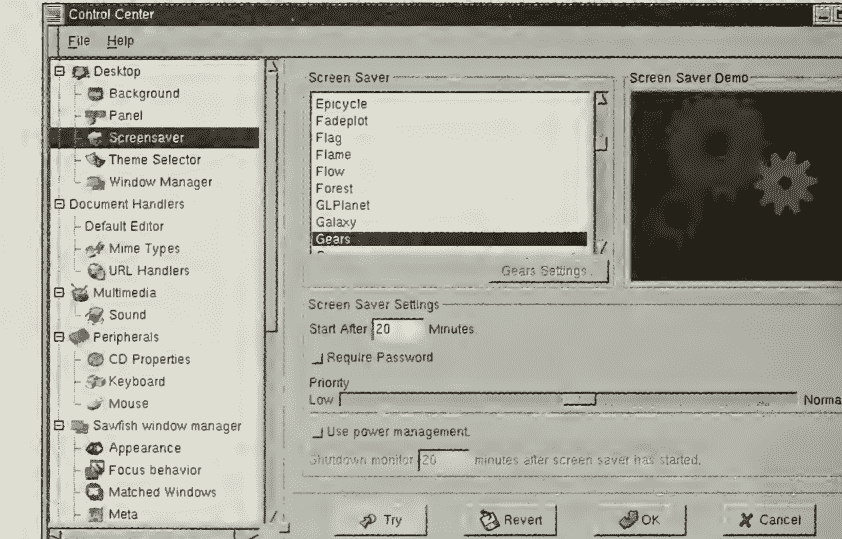 Control Center
File Help
Desktop
Background
Panel
Screensaver
Theme Selector
Window Manager
Document Handlers
Default Editor
Mime Types
URL Handlers
Multimedia
Sound
Peripherals
CD Properties
Keyboard
Mouse
Sawfish window manager
Appearance
Focus behavior
Matched Windows
Meta
Screen Saver
Epicycle
Fadeplot
Flag
Flame
Flow
Forest
GLPlanet
Galaxy
Gears
Gears Settings.
Screen Saver Demo
Screen Saver Settings
Start After 20 Minutes
Require Password
Priority
Low Norma
Use power management.
Shutdown monitor 20 minutes after screen saver has started.
Try Revert OK Cancel